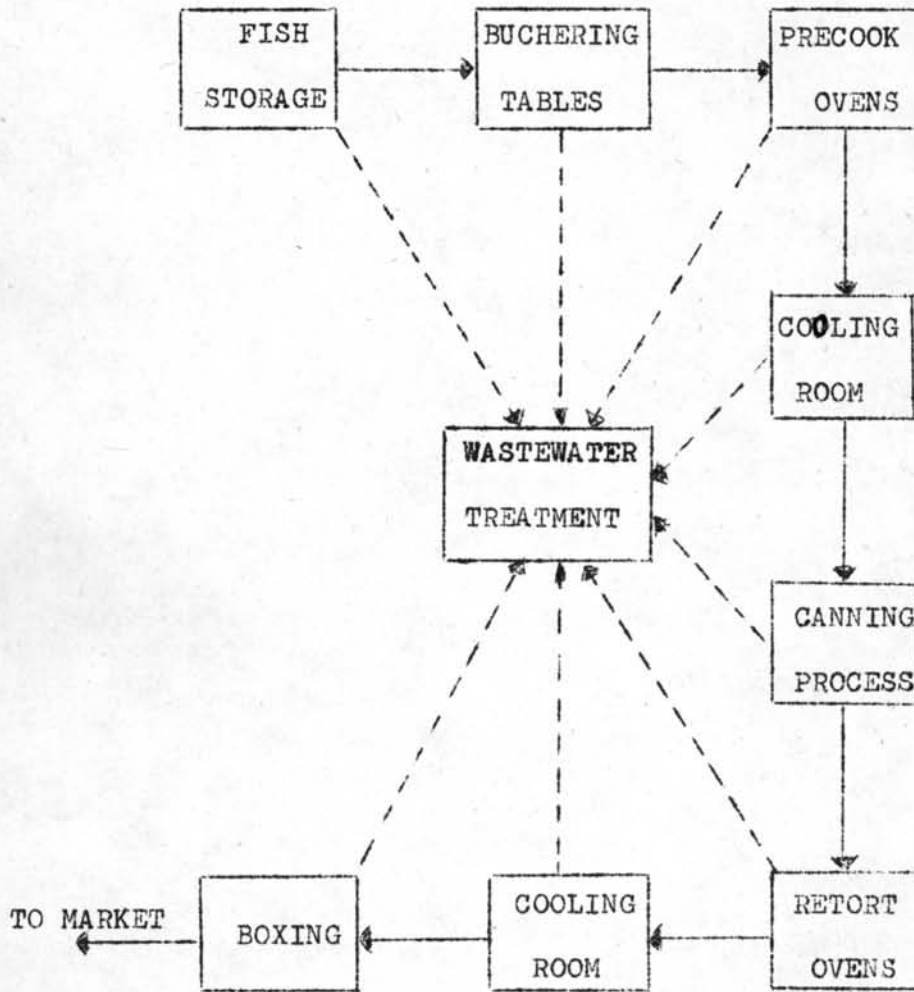 FISH
STORAGE
BUCHERING
TABLES
PRECOOK
OVENS
COOLING
ROOM
WASTEWATER
TREATMENT
CANNING
PROCESS
RETORT
OVENS
COOLING
ROOM
BOXING
TO MARKET